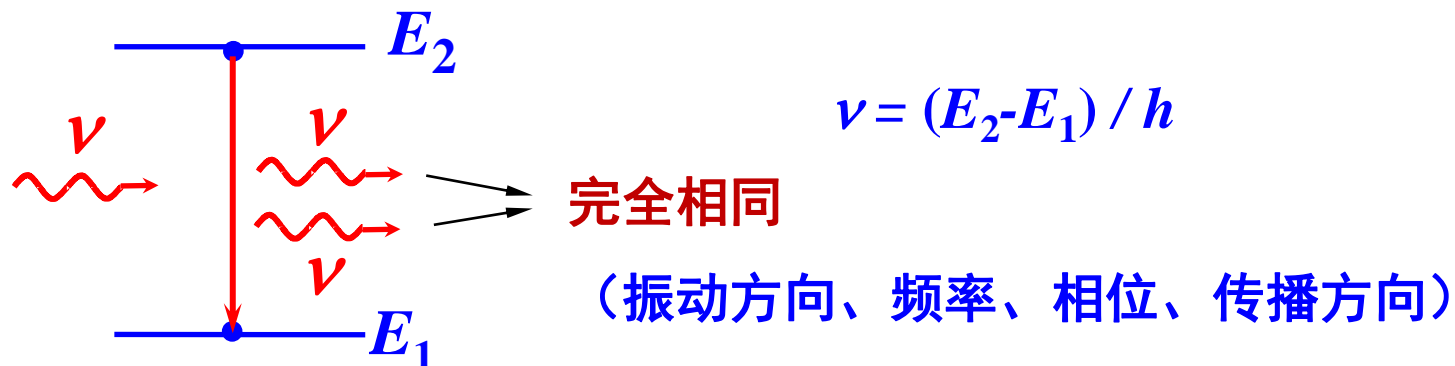 E₂
ν = (E₂-E₁) / h
ν
ν
完全相同
ν
（振动方向、频率、相位、传播方向）
E₁